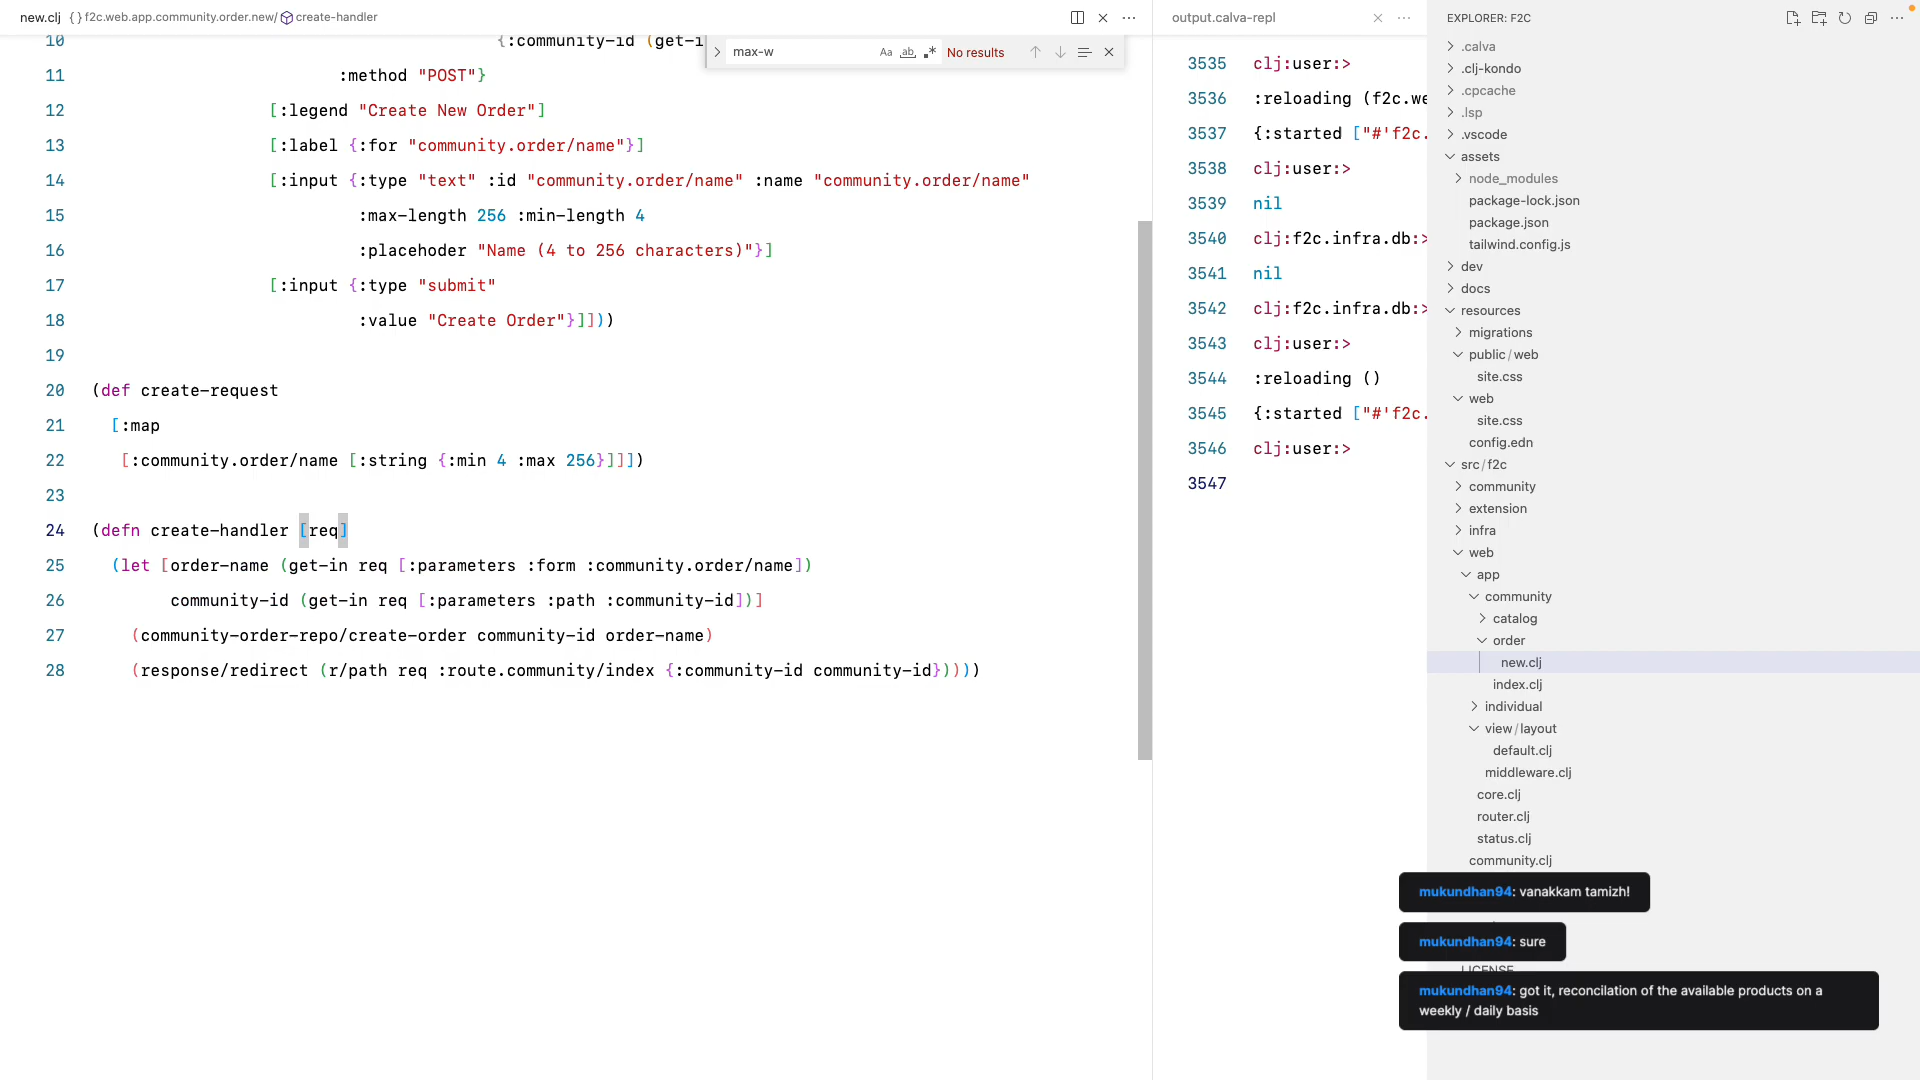 new.clj {} f2c.web.app.community.order.new/ create-handler
10 {:community-id (get-i
11 :method "POST"}
12 [:legend "Create New Order"]
13 [:label {:for "community.order/name"}]
14 [:input {:type "text" :id "community.order/name" :name "community.order/name"
15 :max-length 256 :min-length 4
16 :placehoder "Name (4 to 256 characters)"}]
17 [:input {:type "submit"
18 :value "Create Order"}]]))
19
20 (def create-request
21 [:map
22 [:community.order/name [:string {:min 4 :max 256}]]])
23
24 (defn create-handler [req]
25 (let [order-name (get-in req [:parameters :form :community.order/name])
26 community-id (get-in req [:parameters :path :community-id])]
27 (community-order-repo/create-order community-id order-name)
28 (response/redirect (r/path req :route.community/index {:community-id community-id}))))
max-w Aa ab .* No results
output.calva-repl
3535 clj:user:>
3536 :reloading (f2c.we
3537 {:started ["#'f2c.
3538 clj:user:>
3539 nil
3540 clj:f2c.infra.db:>
3541 nil
3542 clj:f2c.infra.db:>
3543 clj:user:>
3544 :reloading ()
3545 {:started ["#'f2c.
3546 clj:user:>
3547
EXPLORER: F2C
.calva
.clj-kondo
.cpcache
.lsp
.vscode
assets
node_modules
package-lock.json
package.json
tailwind.config.js
dev
docs
resources
migrations
public/web
site.css
web
site.css
config.edn
src/f2c
community
extension
infra
web
app
community
catalog
order
new.clj
index.clj
individual
view/layout
default.clj
middleware.clj
core.clj
router.clj
status.clj
community.clj
mukundhan94: vanakkam tamizh!
mukundhan94: sure
LICENSE
mukundhan94: got it, reconcilation of the available products on a
weekly / daily basis